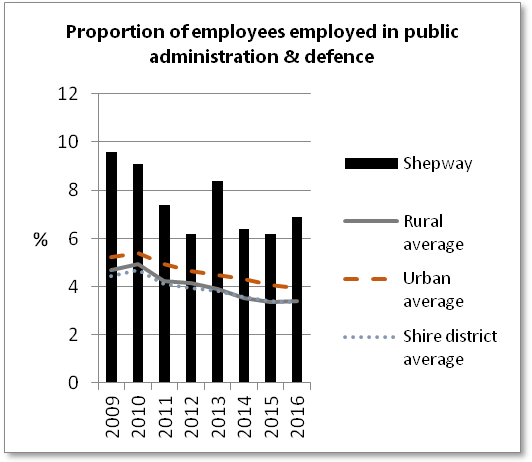 Proportion of employees employed in public
administration & defence
12
10
8
6
4
2
0
%
2009
2010
2011
2012
2013
2014
2015
2016
Shepway
Rural
average
Urban
average
Shire district
average